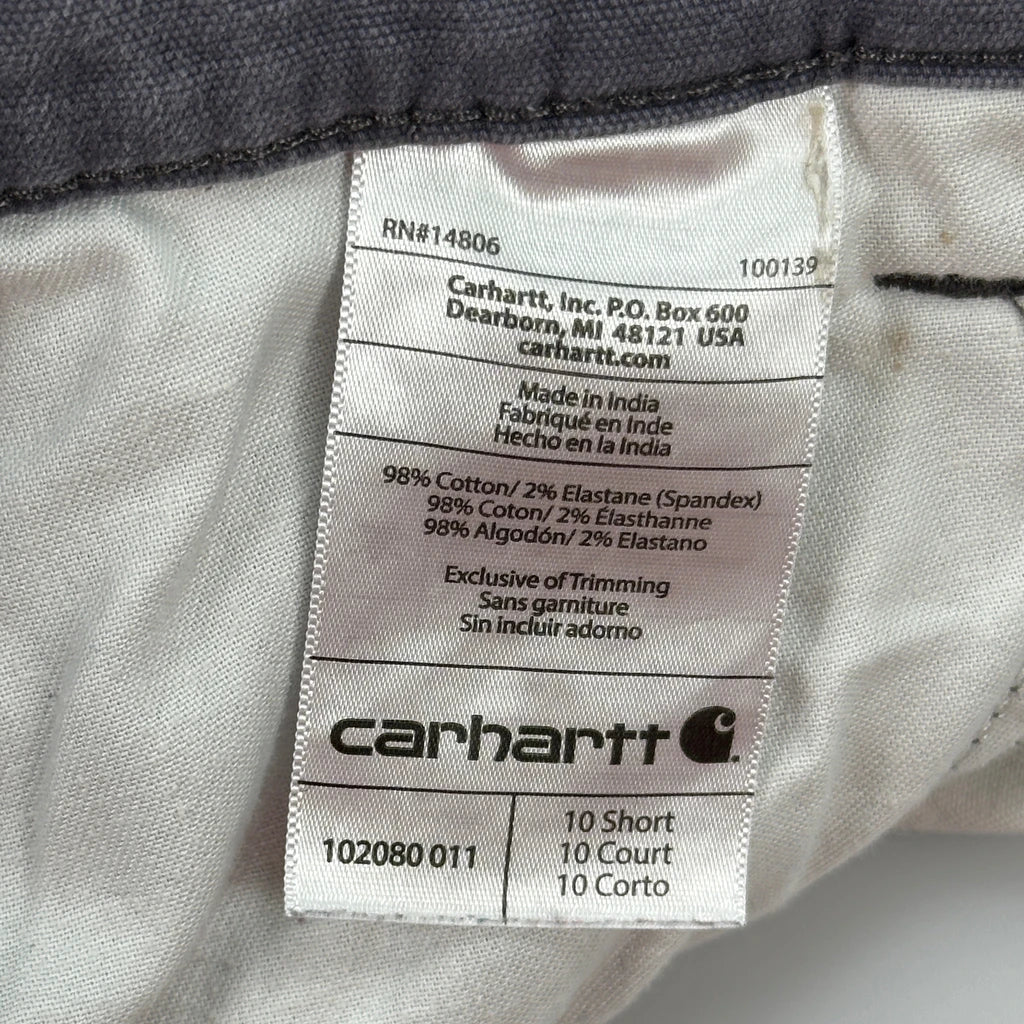 RN#14806
100139
Carhartt, Inc. P.O. Box 600
Dearborn, MI 48121 USA
carhartt.com
Made in India
Fabriqué en Inde
Hecho en la India
98% Cotton/ 2% Elastane (Spandex)
98% Coton/ 2% Élasthanne
98% Algodón/ 2% Elastano
Exclusive of Trimming
Sans garniture
Sin incluir adorno
carhartt
102080 011
10 Short
10 Court
10 Corto